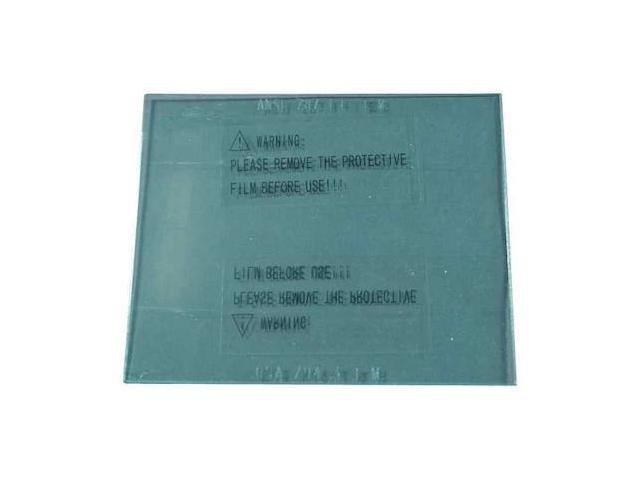 ⚠ WARNING:
PLEASE REMOVE THE PROTECTIVE
FILM BEFORE USE!!!
FILM BEFORE USE!!!
PLEASE REMOVE THE PROTECTIVE
⚠ WARNING: